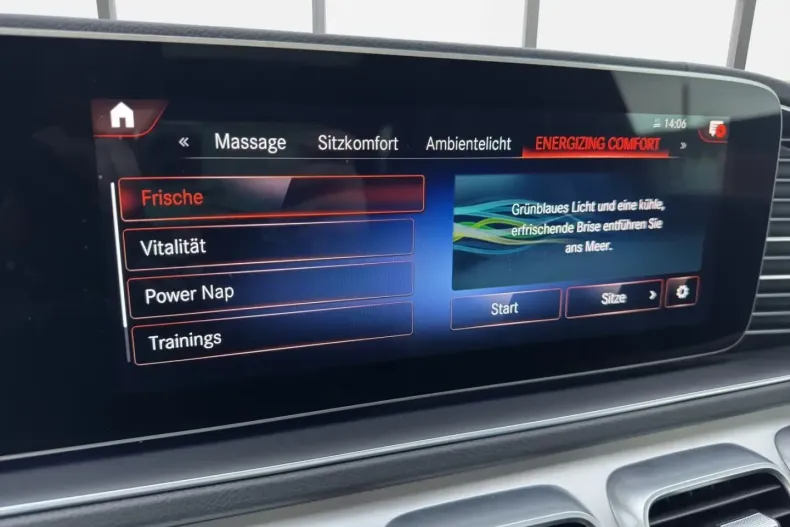 14:06
« Massage Sitzkomfort Ambientelicht ENERGIZING COMFORT »
Frische
Vitalität
Power Nap
Trainings
Grünblaues Licht und eine kühle,
erfrischende Brise entführen Sie
ans Meer.
Start
Sitze »